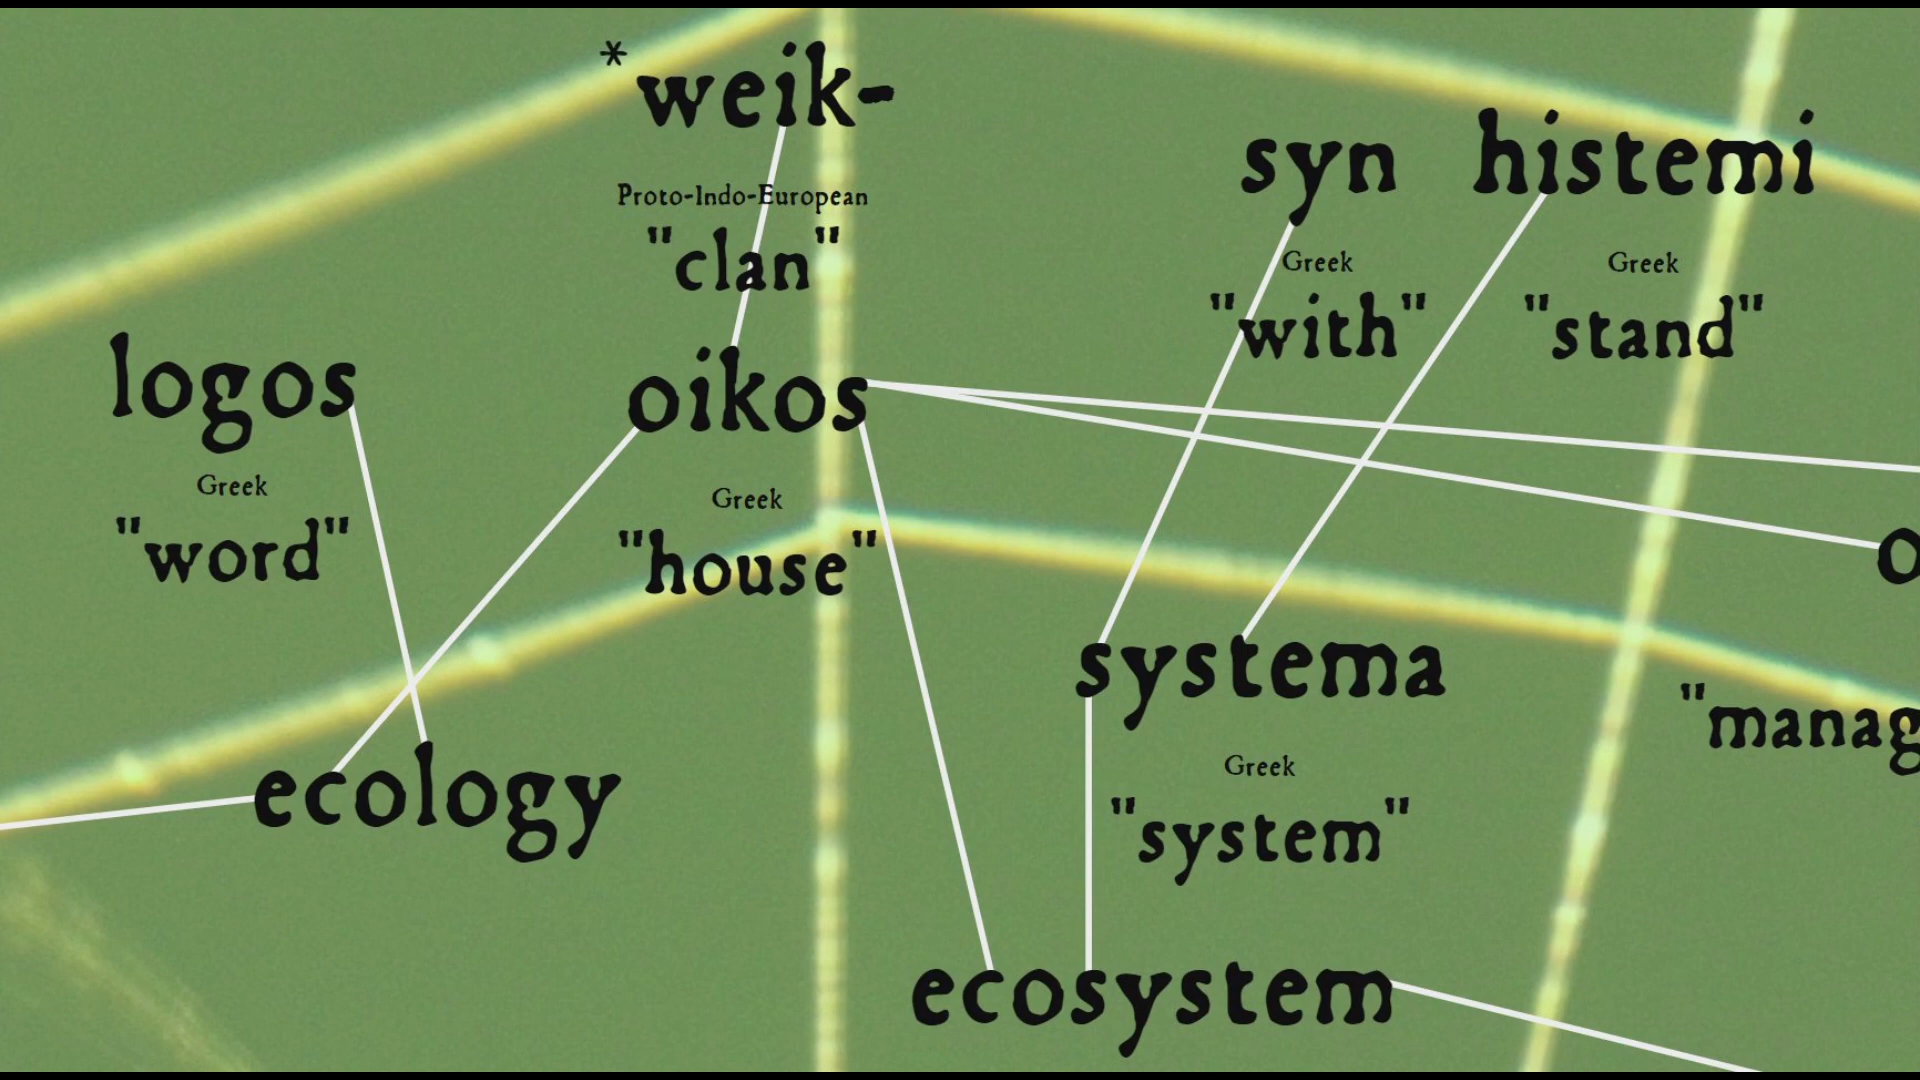 *weik-
Proto-Indo-European
"clan"
syn
Greek
"with"
histemi
Greek
"stand"
logos
Greek
"word"
oikos
Greek
"house"
systema
Greek
"system"
"manag
ecology
ecosystem